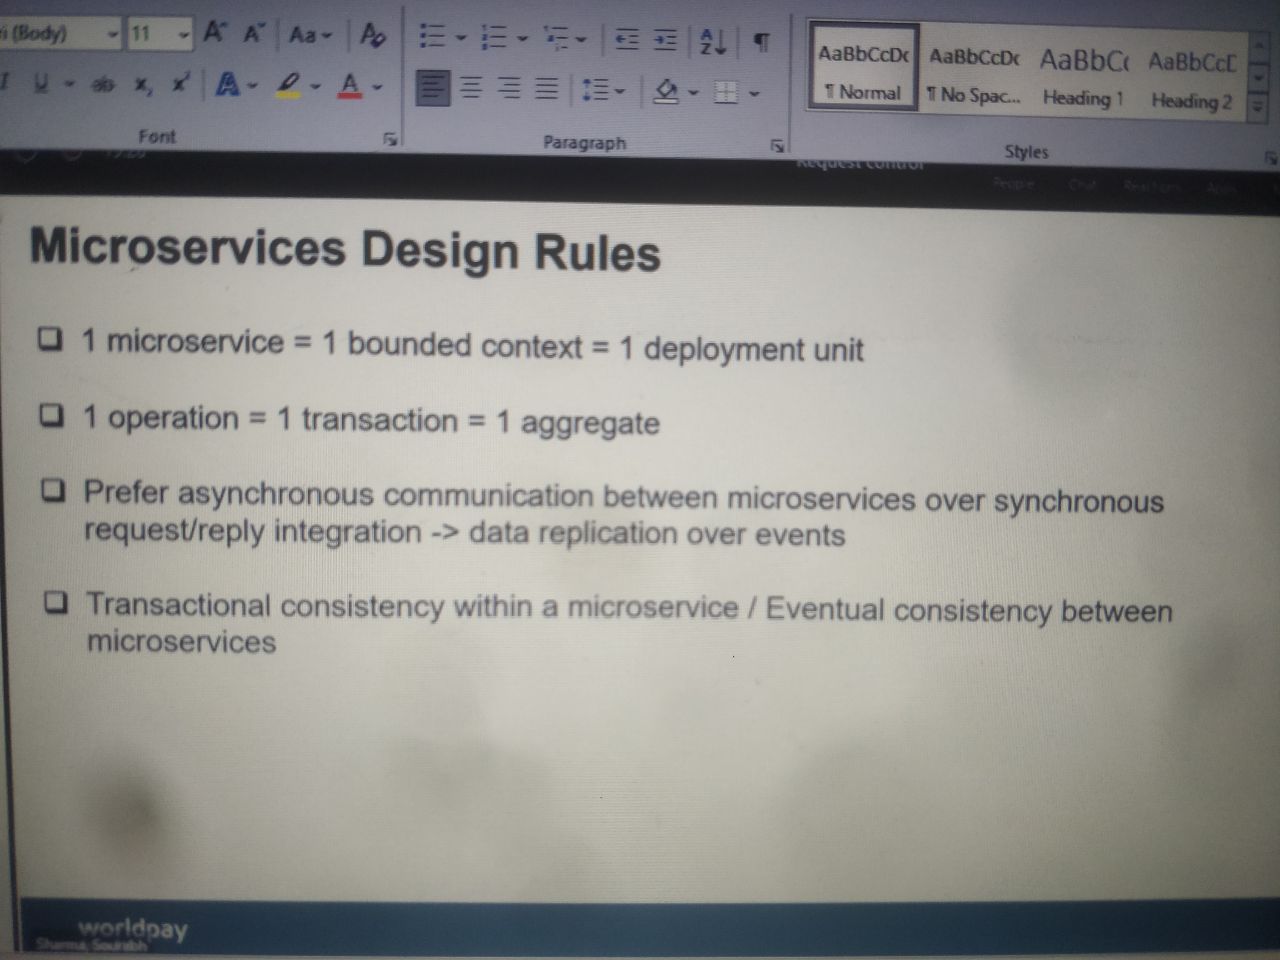 (Body)
11
Aa
Font
Paragraph
AaBbCcDc
¶ Normal
AaBbCcDc
¶ No Spac...
AaBbC
Heading 1
AaBbCcD
Heading 2
Styles
Request control
People
Chat
Reactions
Apps
Microservices Design Rules
1 microservice = 1 bounded context = 1 deployment unit
1 operation = 1 transaction = 1 aggregate
Prefer asynchronous communication between microservices over synchronous
request/reply integration -> data replication over events
Transactional consistency within a microservice / Eventual consistency between
microservices
worldpay
Sharma, Sourabh